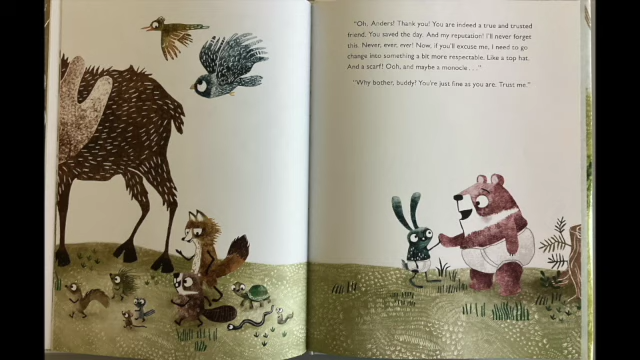 "Oh, Anders! Thank you! You are indeed a true and trusted
friend. You saved the day. And my reputation! I'll never forget
this. Never, ever, ever! Now, if you'll excuse me, I need to go
change into something a bit more respectable. Like a top hat.
And a scarf! Ooh, and maybe a monocle . . ."
"Why bother, buddy? You're just fine as you are. Trust me."